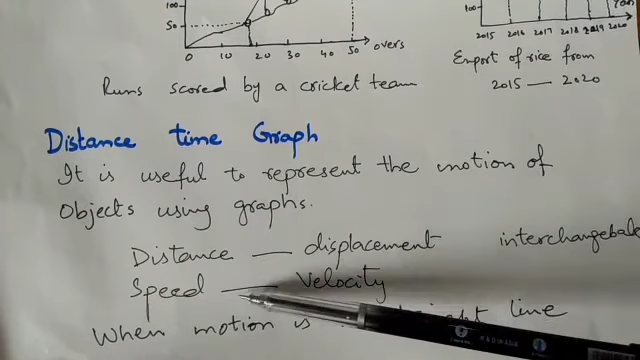 100
50
0 10 20 30 40 50 overs
Runs scored by a cricket team
100
2015 2016 2017 2018 2019 2020
Export of rice from
2015 — 2020
Distance time Graph
It is useful to represent the motion of
Objects using graphs.
Distance — displacement interchangebale
Speed — Velocity
When motion is line